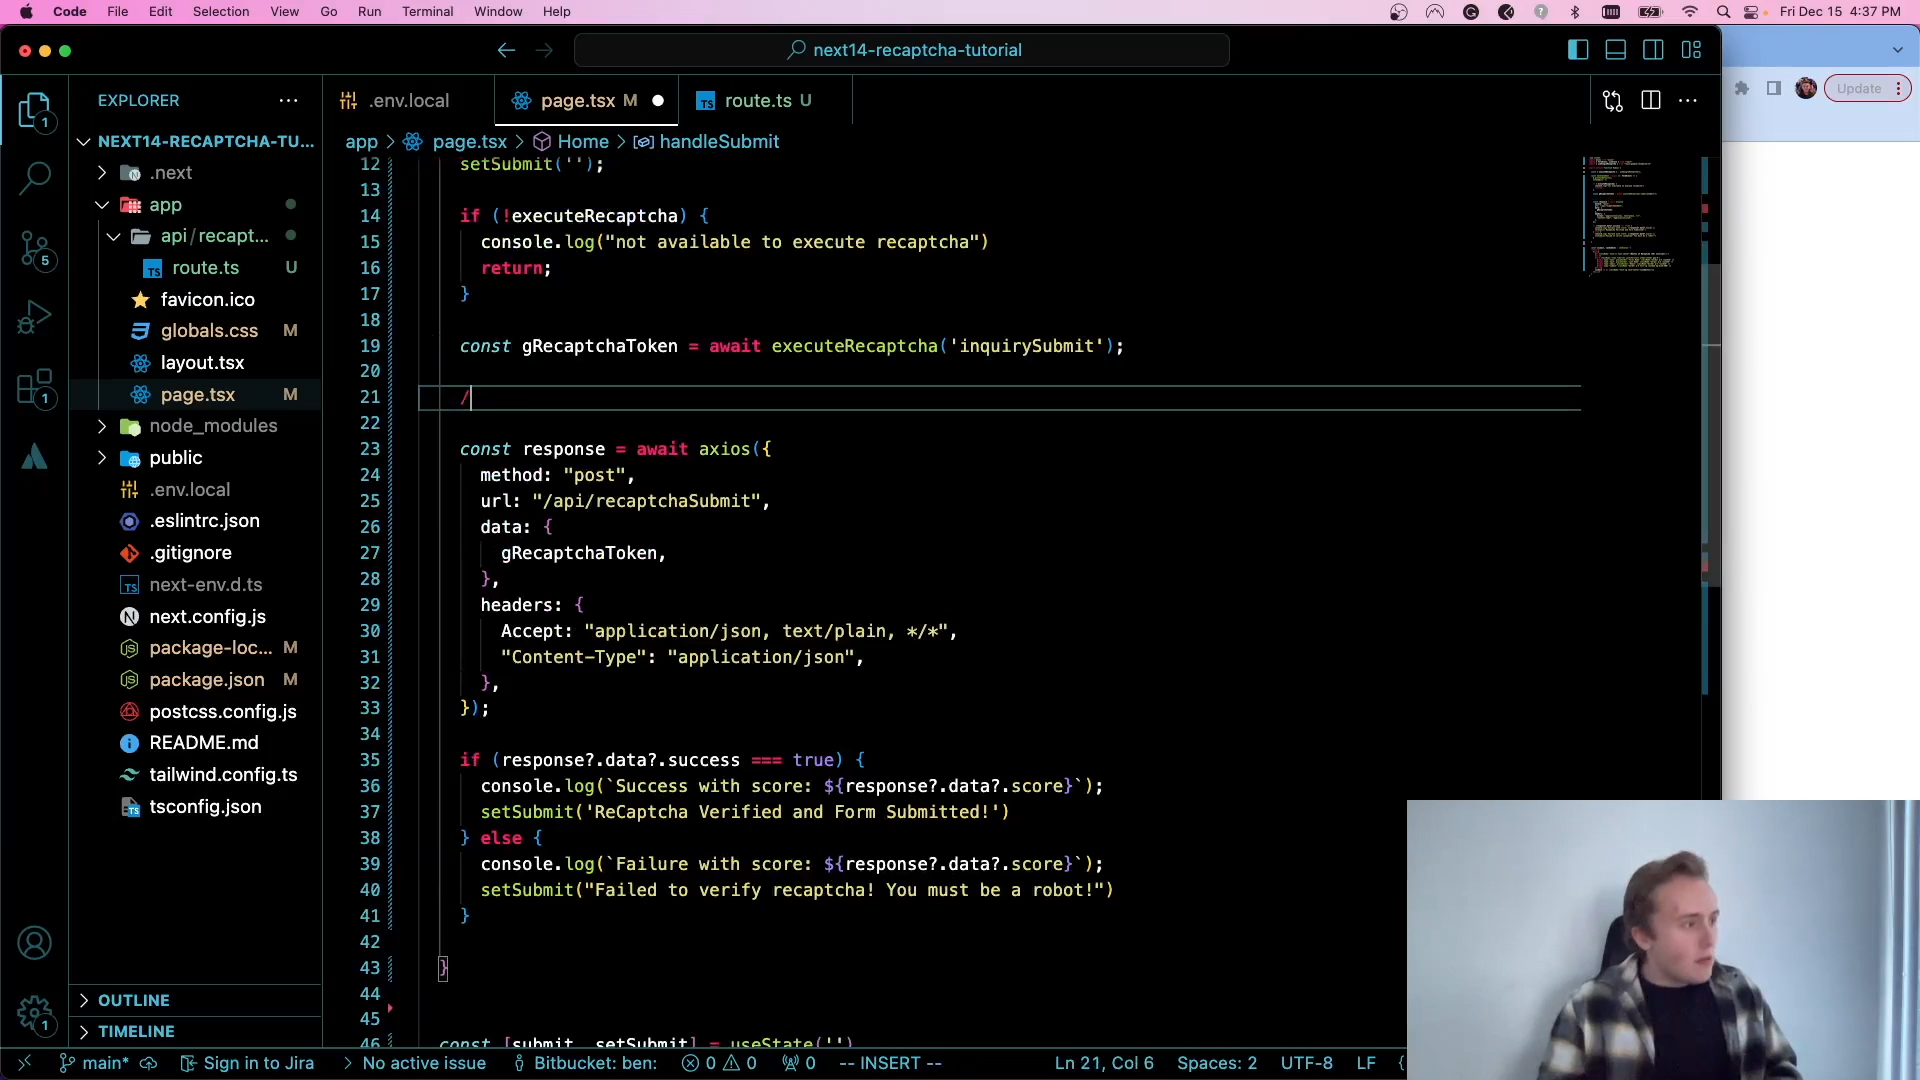 Code File Edit Selection View Go Run Terminal Window Help Fri Dec 15 4:37 PM
next14-recaptcha-tutorial
Update
EXPLORER
NEXT14-RECAPTCHA-TU...
.next
app
api/recapt...
route.ts U
favicon.ico
globals.css M
layout.tsx
page.tsx M
node_modules
public
.env.local
.eslintrc.json
.gitignore
next-env.d.ts
next.config.js
package-loc... M
package.json M
postcss.config.js
README.md
tailwind.config.ts
tsconfig.json
OUTLINE
TIMELINE
1
5
1
1
.env.local page.tsx M route.ts U
app > page.tsx > Home > handleSubmit
12 setSubmit('');
13
14 if (!executeRecaptcha) {
15 console.log("not available to execute recaptcha")
16 return;
17 }
18
19 const gRecaptchaToken = await executeRecaptcha('inquirySubmit');
20
21 /
22
23 const response = await axios({
24 method: "post",
25 url: "/api/recaptchaSubmit",
26 data: {
27 gRecaptchaToken,
28 },
29 headers: {
30 Accept: "application/json, text/plain, */*",
31 "Content-Type": "application/json",
32 },
33 });
34
35 if (response?.data?.success === true) {
36 console.log(`Success with score: ${response?.data?.score}`);
37 setSubmit('ReCaptcha Verified and Form Submitted!')
38 } else {
39 console.log(`Failure with score: ${response?.data?.score}`);
40 setSubmit("Failed to verify recaptcha! You must be a robot!")
41 }
42
43 }
44
45
46 const [submit, setSubmit] = useState('')
main* Sign in to Jira No active issue Bitbucket: ben: 0 0 0 -- INSERT -- Ln 21, Col 6 Spaces: 2 UTF-8 LF {